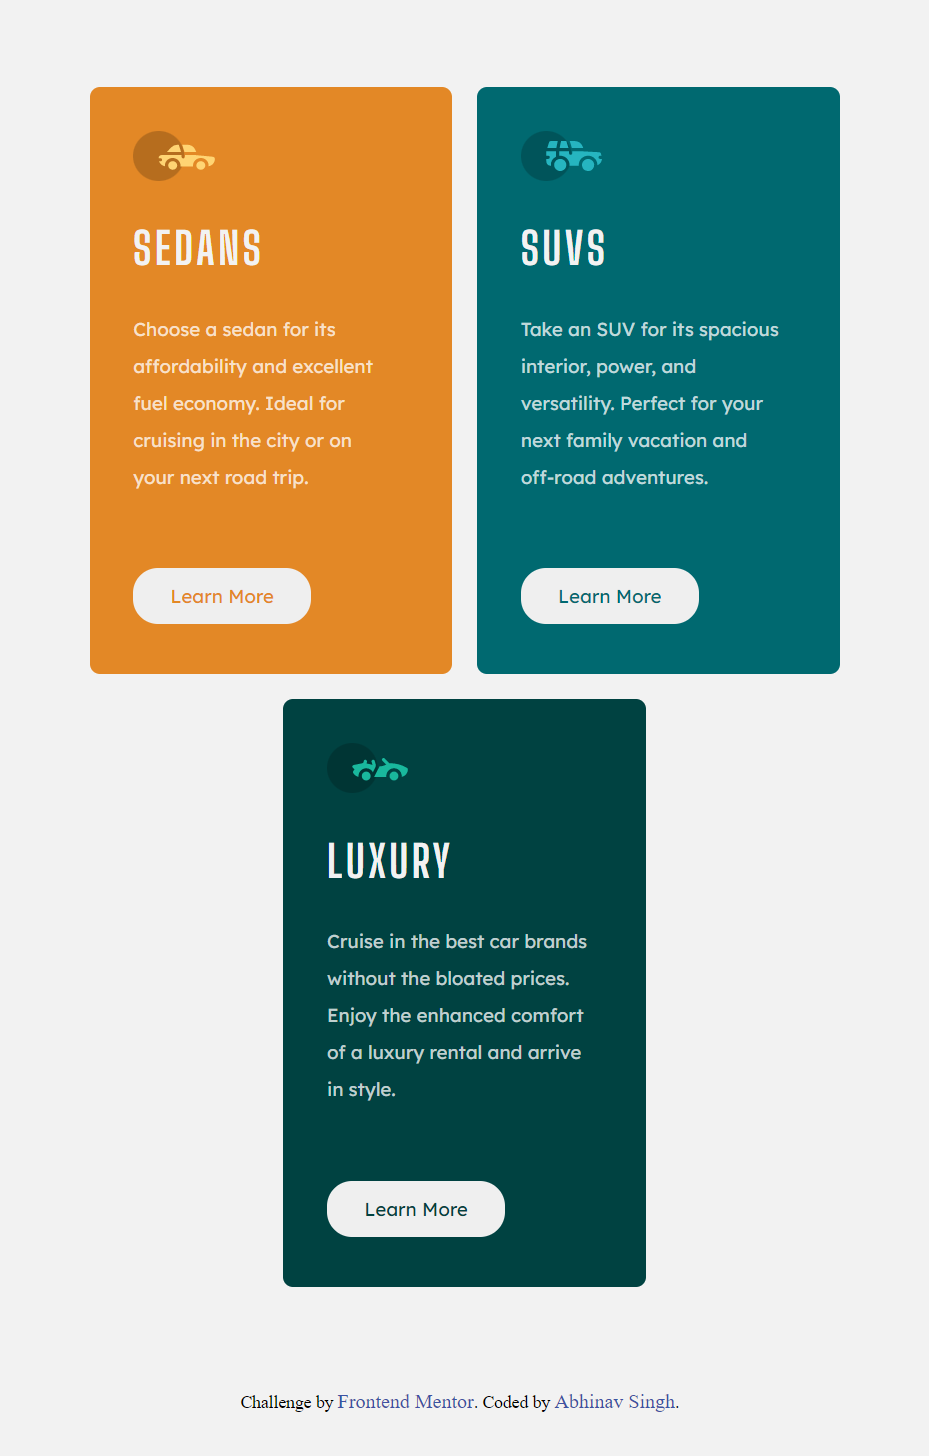 SEDANS
Choose a sedan for its
affordability and excellent
fuel economy. Ideal for
cruising in the city or on
your next road trip.
Learn More
SUVS
Take an SUV for its spacious
interior, power, and
versatility. Perfect for your
next family vacation and
off-road adventures.
Learn More
LUXURY
Cruise in the best car brands
without the bloated prices.
Enjoy the enhanced comfort
of a luxury rental and arrive
in style.
Learn More
Challenge by Frontend Mentor. Coded by Abhinav Singh.